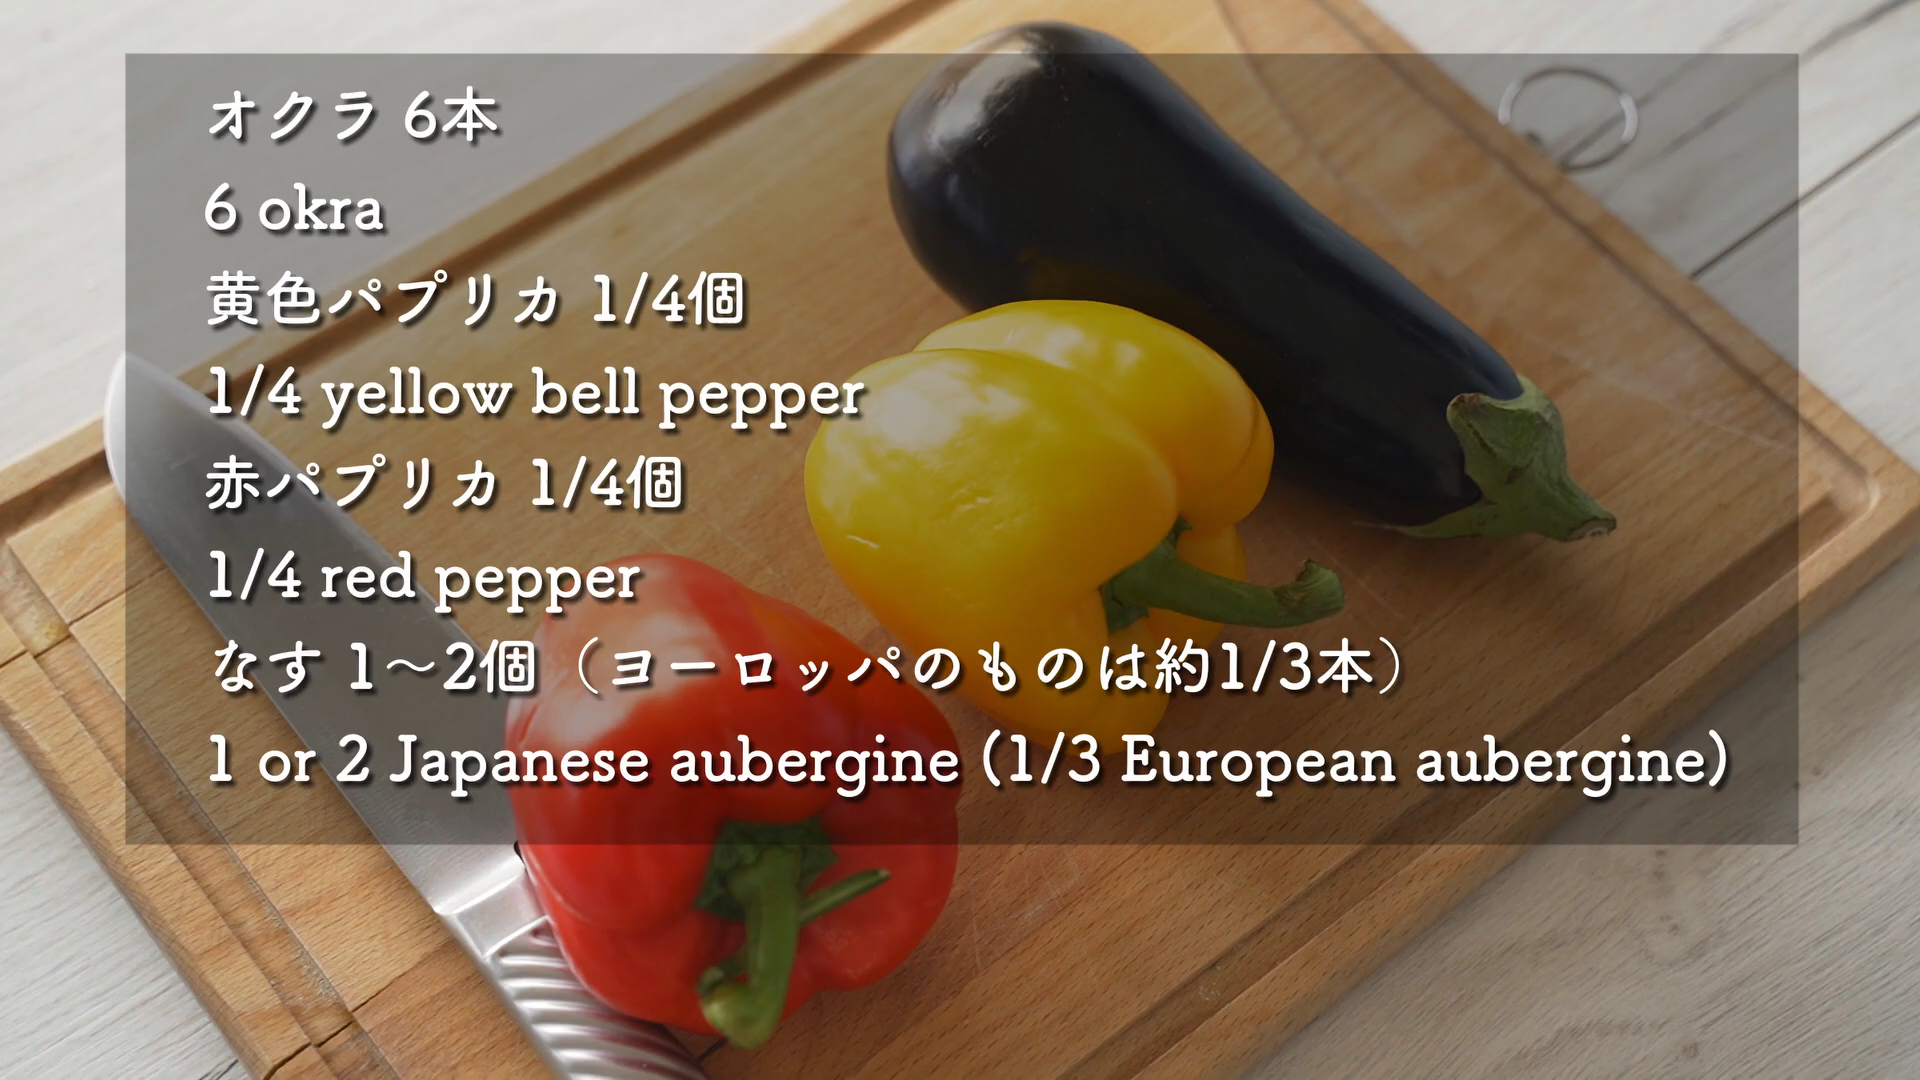 オクラ 6本
6 okra
黄色パプリカ 1/4個
1/4 yellow bell pepper
赤パプリカ 1/4個
1/4 red pepper
なす 1～2個（ヨーロッパのものは約1/3本）
1 or 2 Japanese aubergine (1/3 European aubergine)